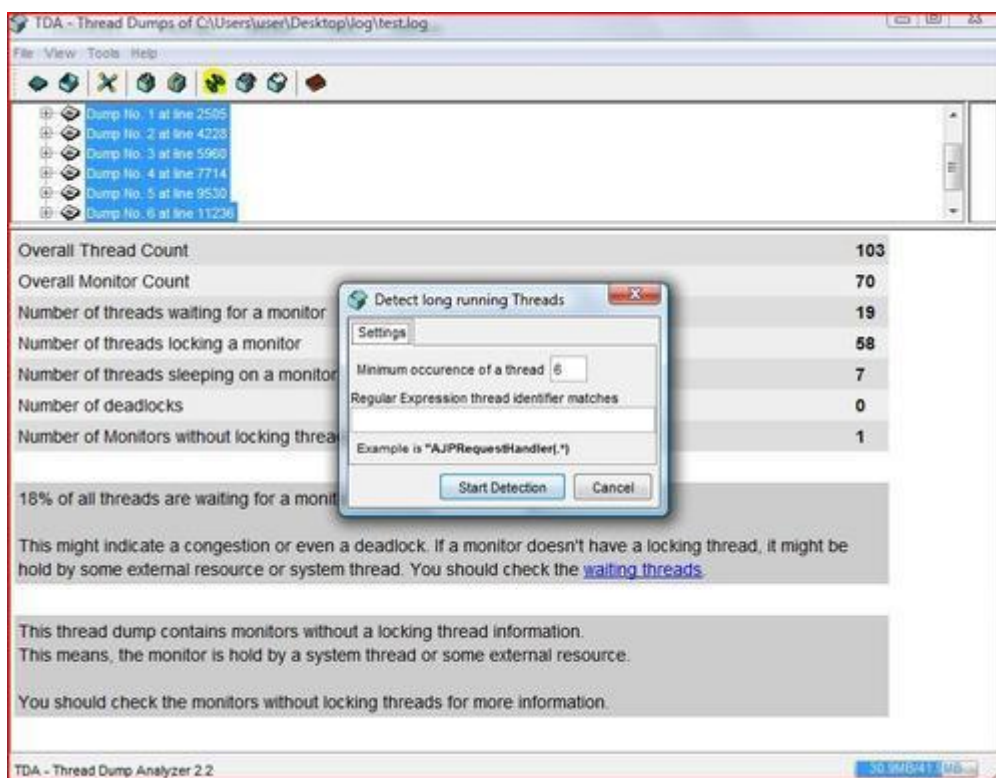 TDA - Thread Dumps of C:\Users\user\Desktop\log\test.log
File View Tools Help
Dump No. 1 at line 2505
Dump No. 2 at line 4228
Dump No. 3 at line 5960
Dump No. 4 at line 7714
Dump No. 5 at line 9530
Dump No. 6 at line 11236
Overall Thread Count 103
Overall Monitor Count 70
Number of threads waiting for a monitor 19
Number of threads locking a monitor 58
Number of threads sleeping on a monitor 7
Number of deadlocks 0
Number of Monitors without locking threa 1
Detect long running Threads
Settings
Minimum occurence of a thread 6
Regular Expression thread identifier matches
Example is "AJPRequestHandler(.*)
Start Detection Cancel
18% of all threads are waiting for a monit
This might indicate a congestion or even a deadlock. If a monitor doesn't have a locking thread, it might be
hold by some external resource or system thread. You should check the waiting threads.
This thread dump contains monitors without a locking thread information.
This means, the monitor is hold by a system thread or some external resource.
You should check the monitors without locking threads for more information.
TDA - Thread Dump Analyzer 2.2